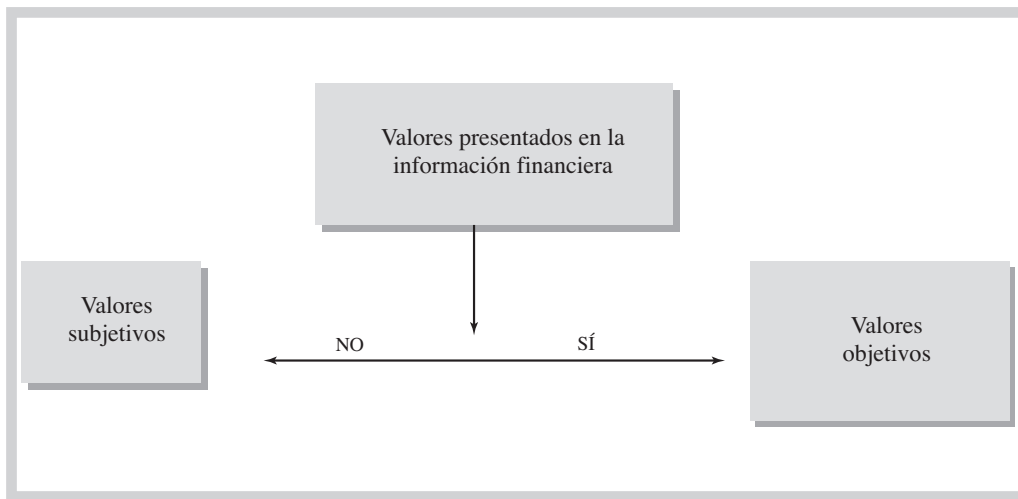 Valores presentados en la
información financiera
Valores
subjetivos
NO
SÍ
Valores
objetivos